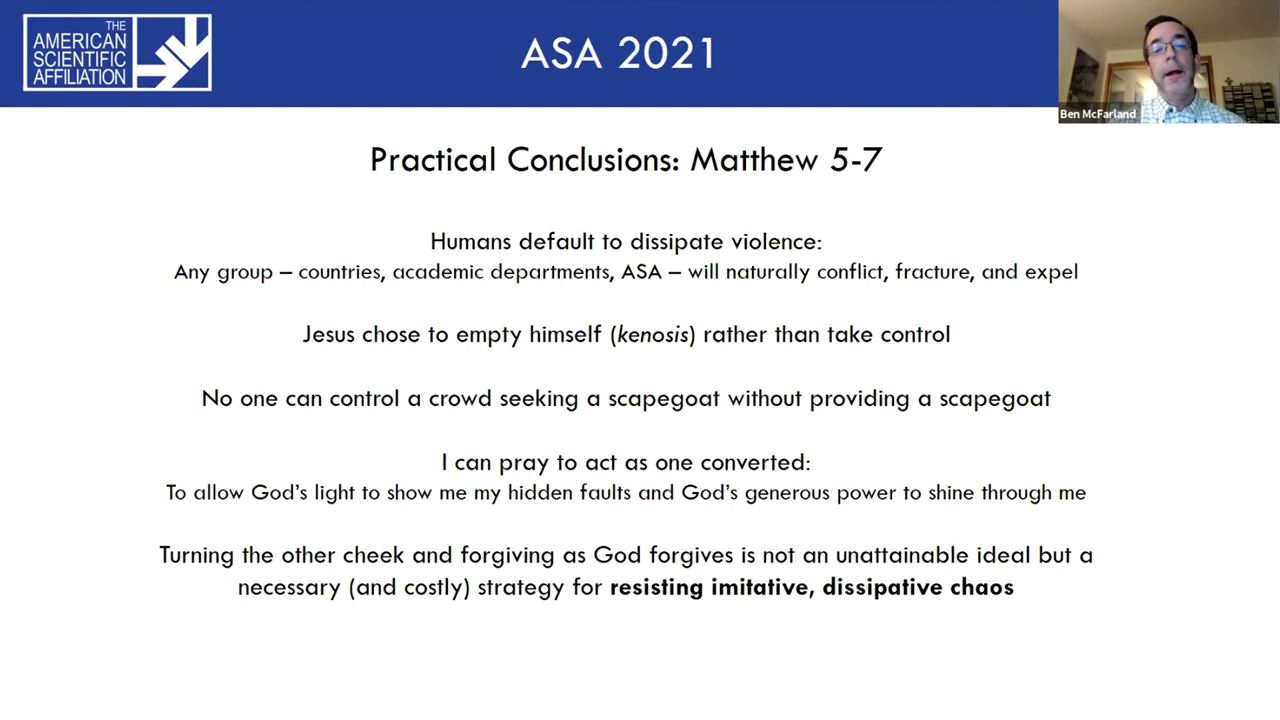 THE
AMERICAN
SCIENTIFIC
AFFILIATION
ASA 2021
Ben McFarland
Practical Conclusions: Matthew 5-7
Humans default to dissipate violence:
Any group – countries, academic departments, ASA – will naturally conflict, fracture, and expel
Jesus chose to empty himself (kenosis) rather than take control
No one can control a crowd seeking a scapegoat without providing a scapegoat
I can pray to act as one converted:
To allow God’s light to show me my hidden faults and God’s generous power to shine through me
Turning the other cheek and forgiving as God forgives is not an unattainable ideal but a
necessary (and costly) strategy for resisting imitative, dissipative chaos